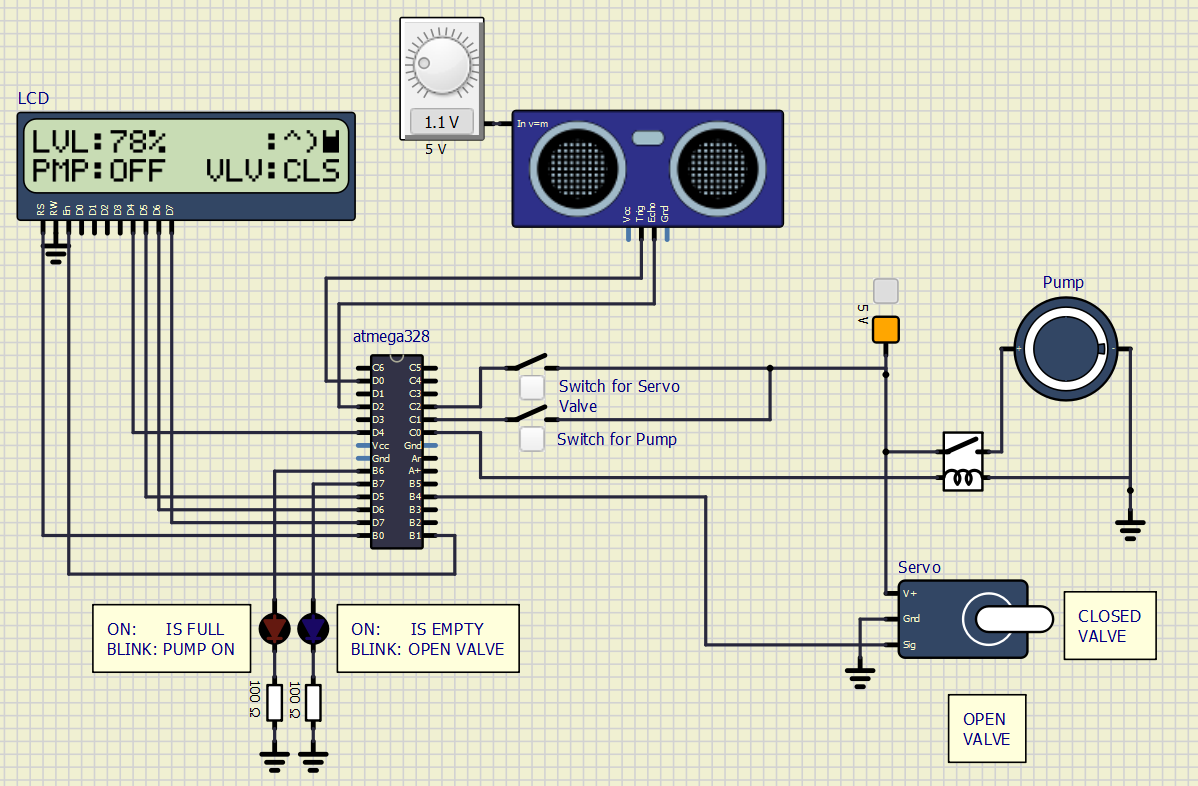 LCD
LVL:78% :^)
PMP:OFF VLV:CLS
RS RW En D0 D1 D2 D3 D4 D5 D6 D7
1.1 V
5 V
In v=m
Vcc Trig Echo Gnd
atmega328
C6 C5
D0 C4
D1 C3
D2 C2
D3 C1
D4 C0
Vcc Gnd
Gnd Ar
B6 A+
B7 B5
D5 B4
D6 B3
D7 B2
B0 B1
Switch for Servo
Valve
Switch for Pump
5 V
Pump
+ -
Servo
V+
Gnd
Sig
CLOSED
VALVE
OPEN
VALVE
ON: IS FULL
BLINK: PUMP ON
ON: IS EMPTY
BLINK: OPEN VALVE
100 Ω
100 Ω